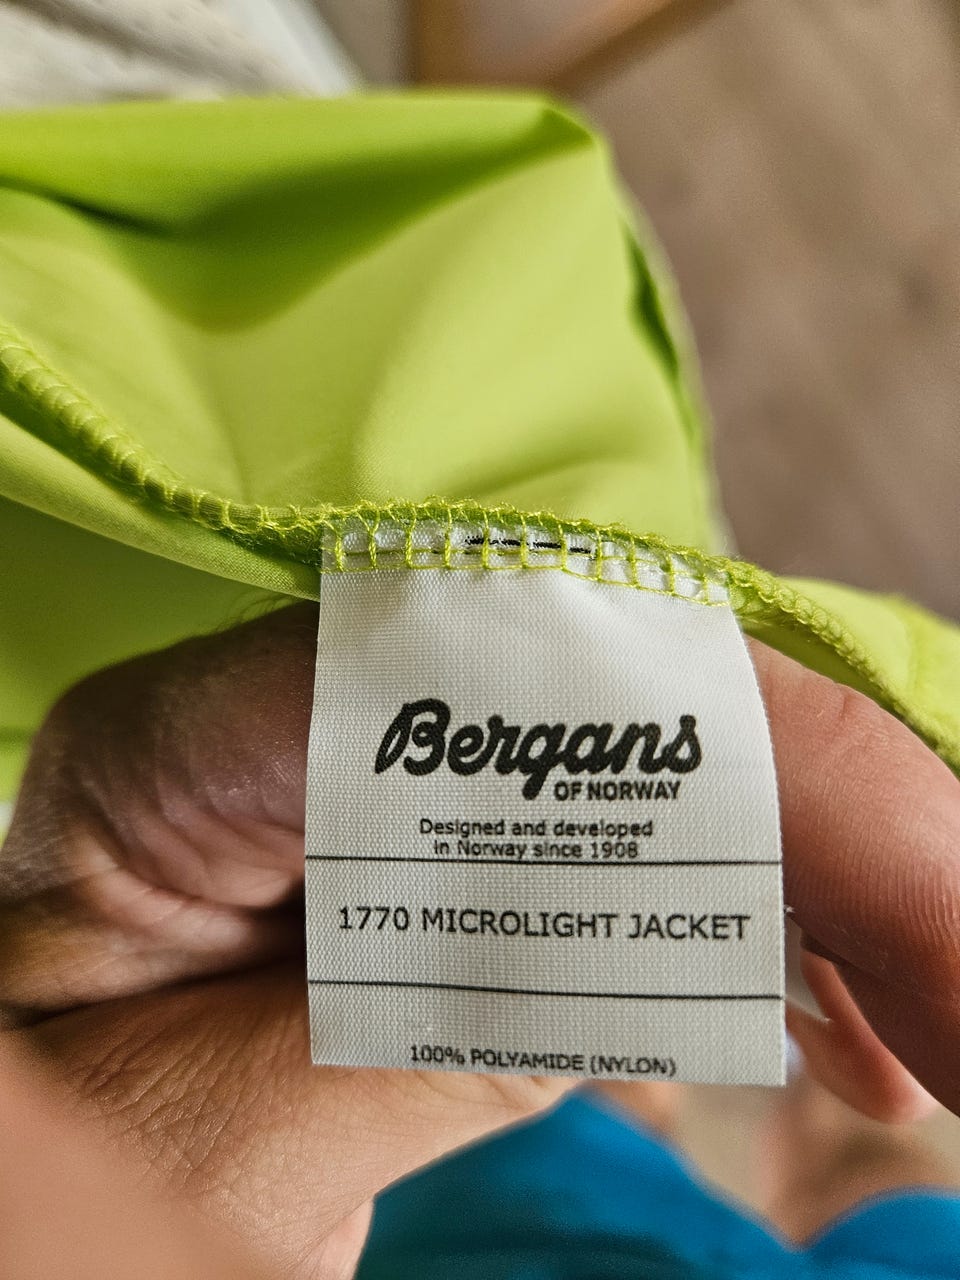 Bergans
OF NORWAY
Designed and developed
in Norway since 1908
1770 MICROLIGHT JACKET
100% POLYAMIDE (NYLON)